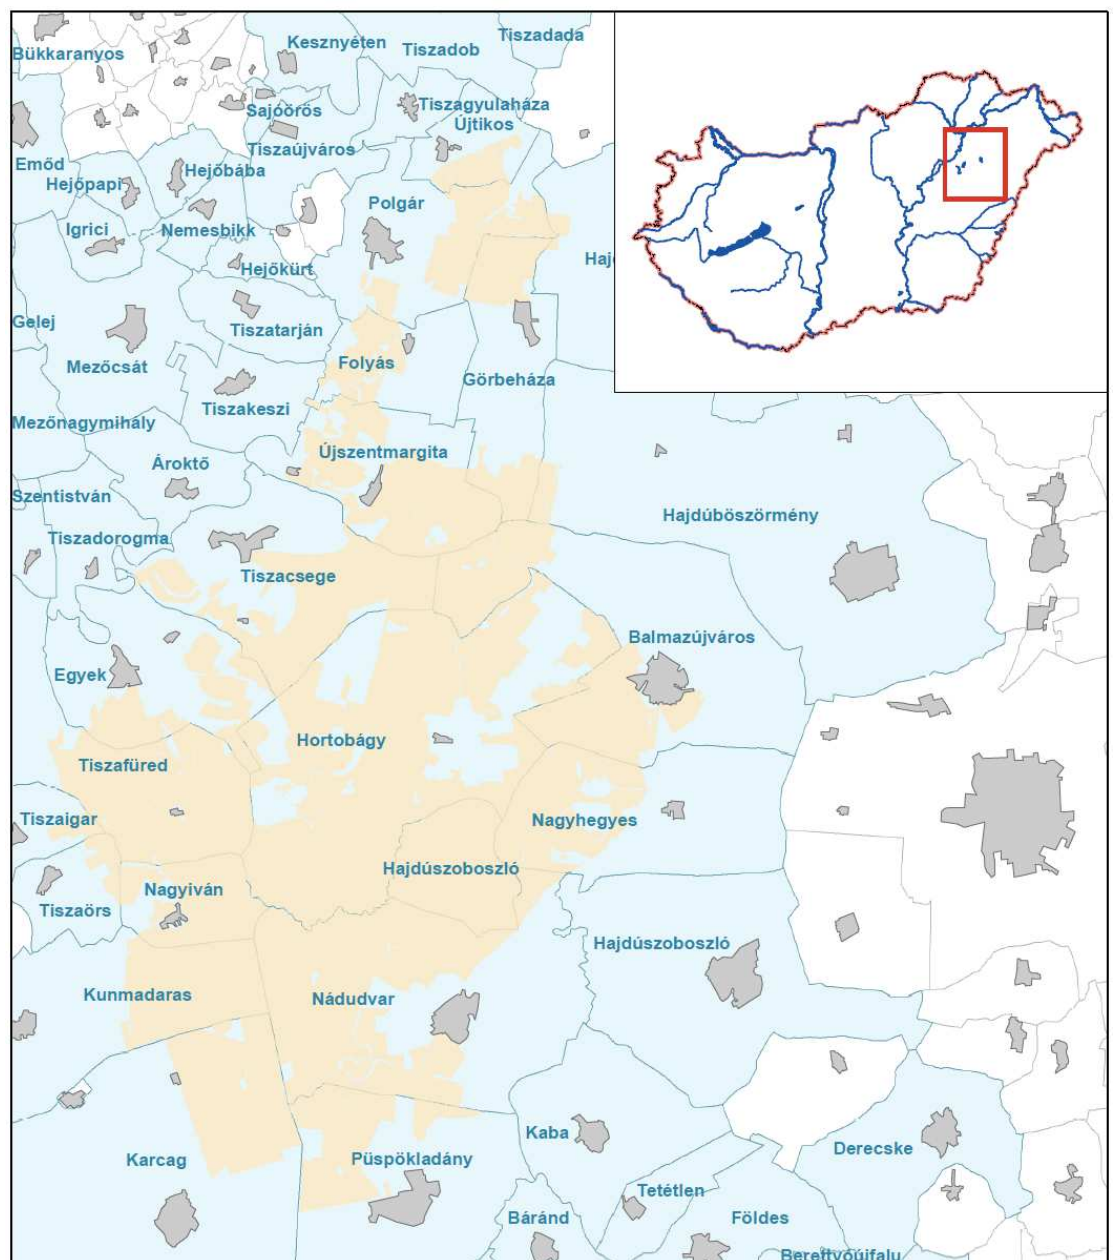 Tiszadada
Kesznyéten
Tiszadob
Bükkaranyos
Tiszagyulaháza
Sajóörös
Újtikos
Tiszaújváros
Emőd
Hejőbába
Hejőpapi
Polgár
Igrici
Nemesbikk
Hejőkürt
Gelej
Tiszatarján
Mezőcsát
Folyás
Görbeháza
Tiszakeszi
Mezőnagymihály
Újszentmargita
Ároktő
Szentistván
Hajdúböszörmény
Tiszadorogma
Tiszacsege
Balmazújváros
Egyek
Hortobágy
Tiszafüred
Tiszaigar
Nagyhegyes
Hajdúszoboszló
Nagyiván
Tiszaörs
Hajdúszoboszló
Kunmadaras
Nádudvar
Kaba
Derecske
Karcag
Püspökladány
Tetétlen
Báránd
Földes
Berettyóújfalu